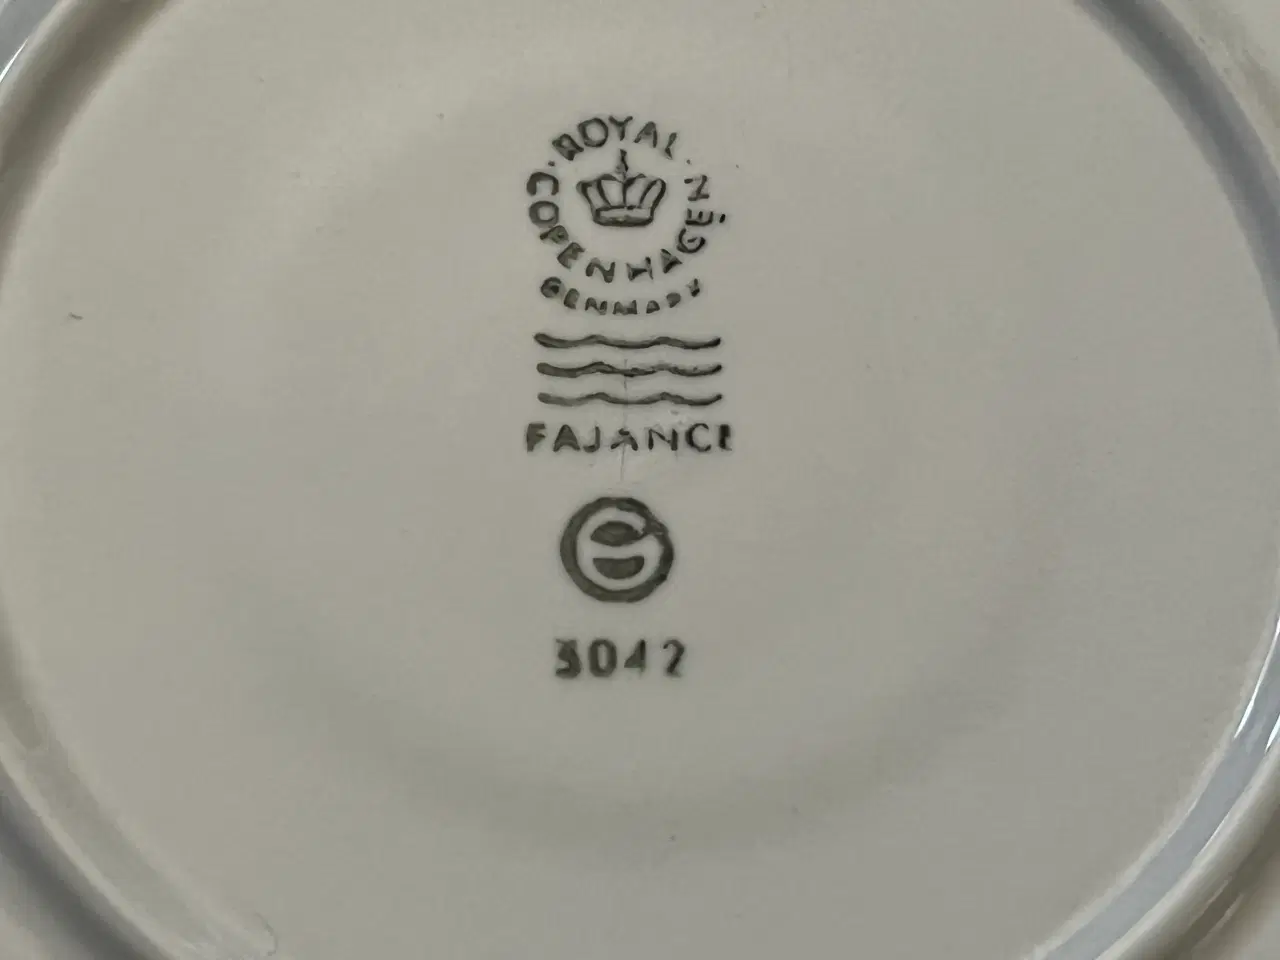 ROYAL
COPENHAGEN
DENMARK
FAJANCE
3042